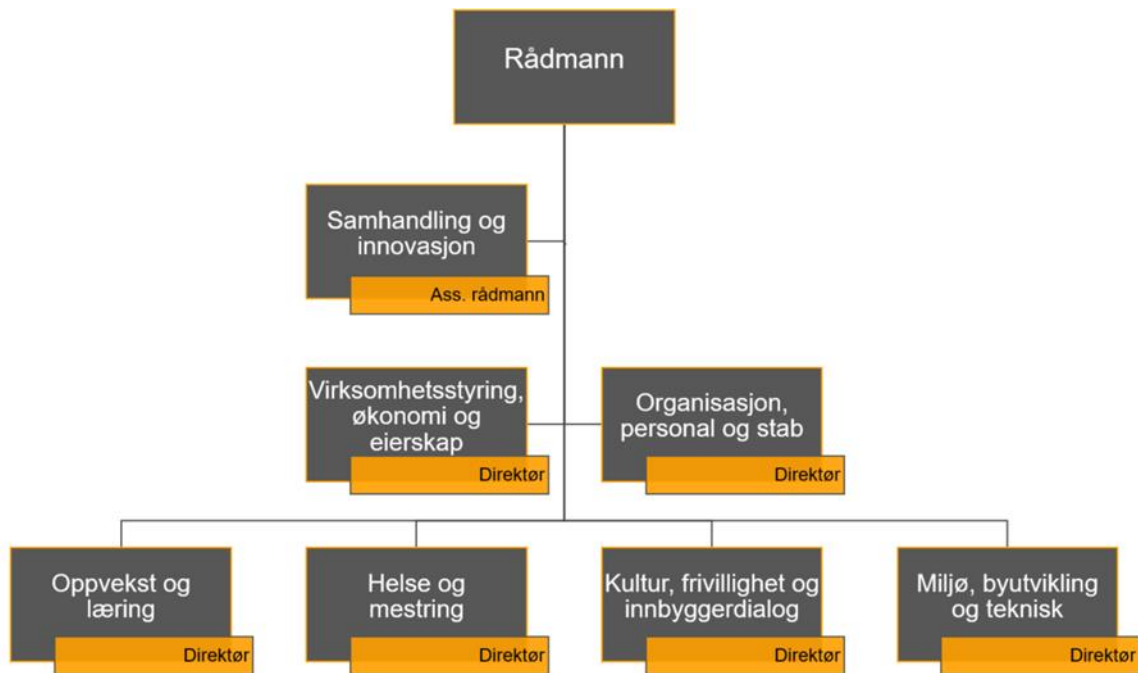 Rådmann
Samhandling og
innovasjon
Ass. rådmann
Virksomhetsstyring,
økonomi og
eierskap
Direktør
Organisasjon,
personal og stab
Direktør
Oppvekst og
læring
Direktør
Helse og
mestring
Direktør
Kultur, frivillighet og
innbyggerdialog
Direktør
Miljø, byutvikling
og teknisk
Direktør